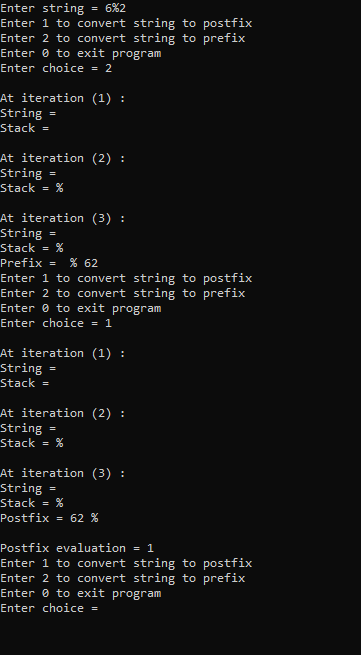 Enter string = 6%2
Enter 1 to convert string to postfix
Enter 2 to convert string to prefix
Enter 0 to exit program
Enter choice = 2
At iteration (1) :
String =
Stack =
At iteration (2) :
String =
Stack = %
At iteration (3) :
String =
Stack = %
Prefix =  % 62
Enter 1 to convert string to postfix
Enter 2 to convert string to prefix
Enter 0 to exit program
Enter choice = 1
At iteration (1) :
String =
Stack =
At iteration (2) :
String =
Stack = %
At iteration (3) :
String =
Stack = %
Postfix = 62 %
Postfix evaluation = 1
Enter 1 to convert string to postfix
Enter 2 to convert string to prefix
Enter 0 to exit program
Enter choice =